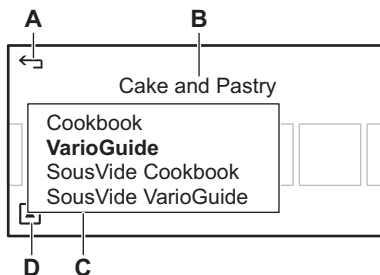 A
B
Cake and Pastry
Cookbook
VarioGuide
SousVide Cookbook
SousVide VarioGuide
D
C